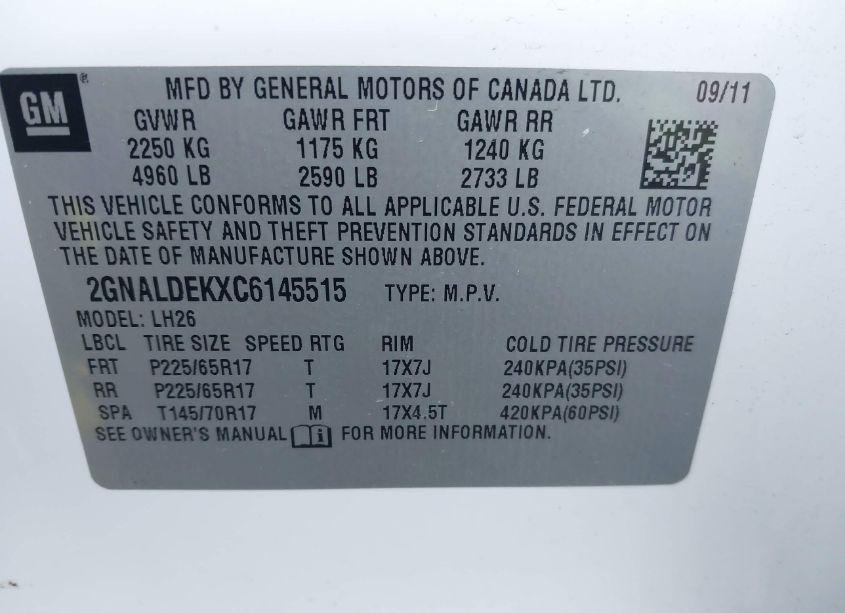 GM ®
MFD BY GENERAL MOTORS OF CANADA LTD. 09/11
GVWR GAWR FRT GAWR RR
2250 KG 1175 KG 1240 KG
4960 LB 2590 LB 2733 LB
THIS VEHICLE CONFORMS TO ALL APPLICABLE U.S. FEDERAL MOTOR
VEHICLE SAFETY AND THEFT PREVENTION STANDARDS IN EFFECT ON
THE DATE OF MANUFACTURE SHOWN ABOVE.
2GNALDEKXC6145515 TYPE: M.P.V.
MODEL: LH26
LBCL TIRE SIZE SPEED RTG RIM COLD TIRE PRESSURE
FRT P225/65R17 T 17X7J 240KPA(35PSI)
RR P225/65R17 T 17X7J 240KPA(35PSI)
SPA T145/70R17 M 17X4.5T 420KPA(60PSI)
SEE OWNER'S MANUAL FOR MORE INFORMATION.